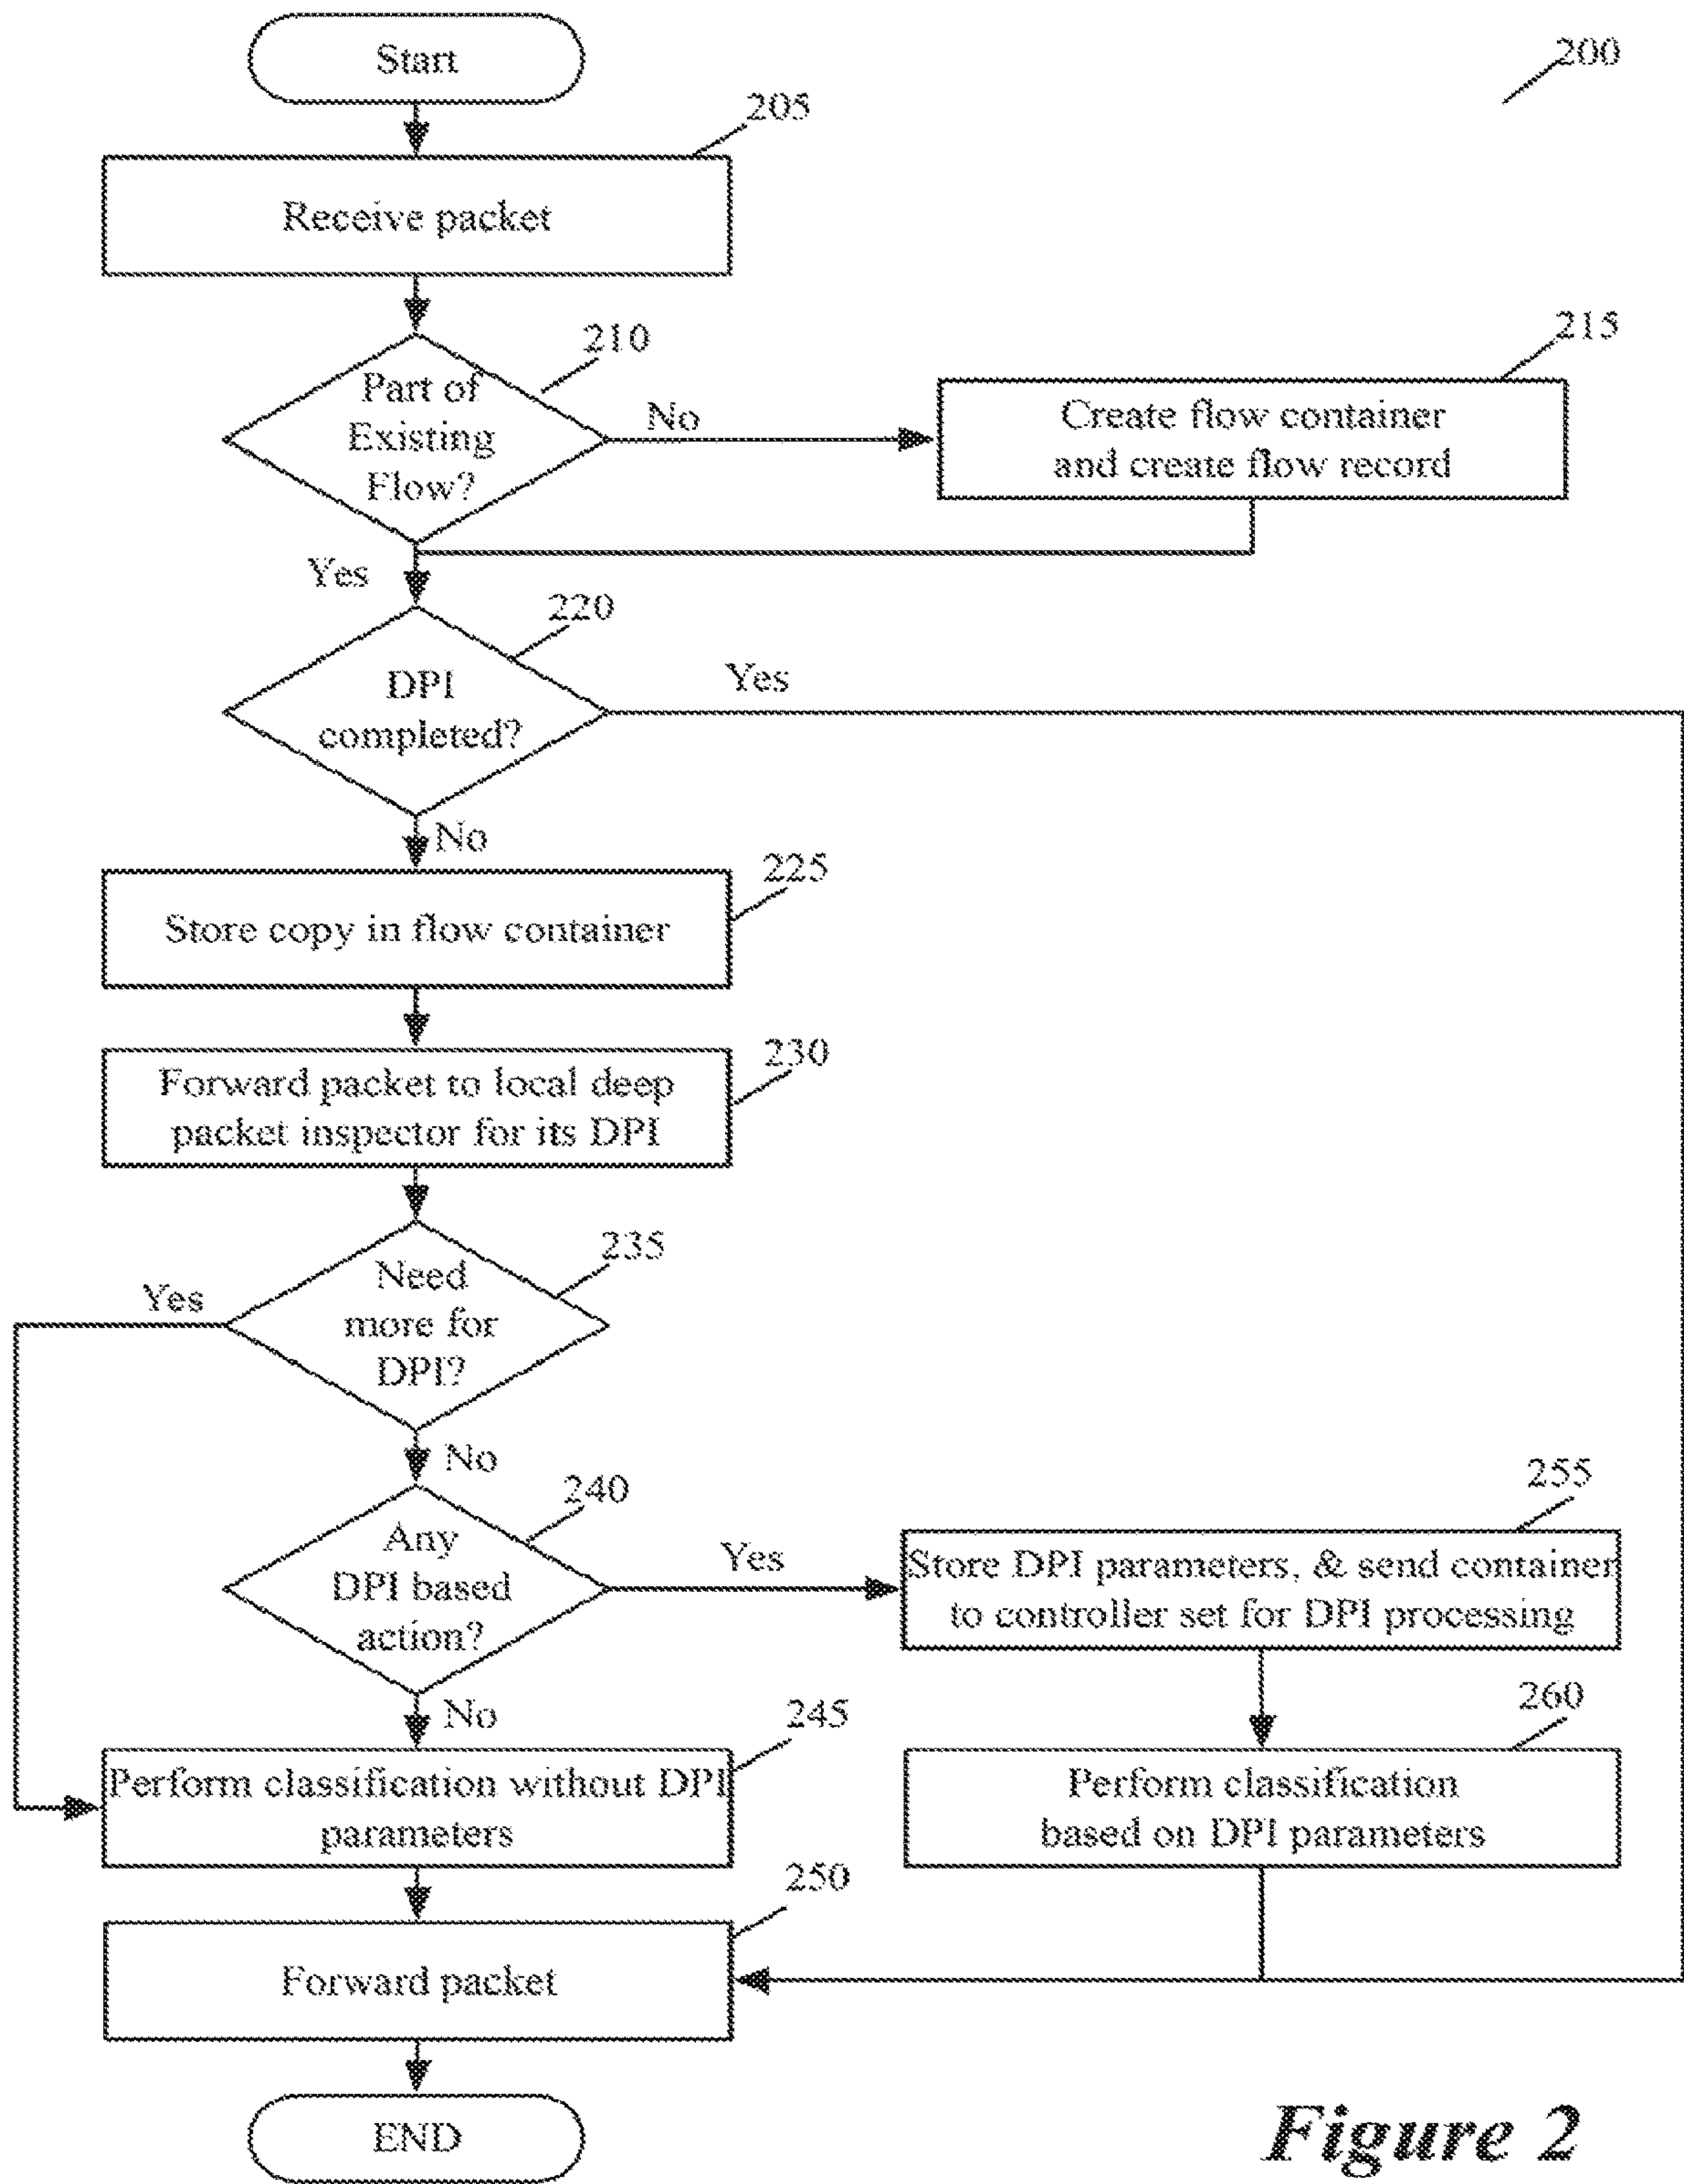 Start
200
205
Receive packet
210
Part of
Existing
Flow?
No
215
Create flow container
and create flow record
Yes
220
DPI
completed?
Yes
No
225
Store copy in flow container
230
Forward packet to local deep
packet inspector for its DPI
235
Need
more for
DPI?
Yes
No
240
Any
DPI based
action?
Yes
255
Store DPI parameters, & send container
to controller set for DPI processing
No
245
Perform classification without DPI
parameters
260
Perform classification
based on DPI parameters
250
Forward packet
END
Figure 2